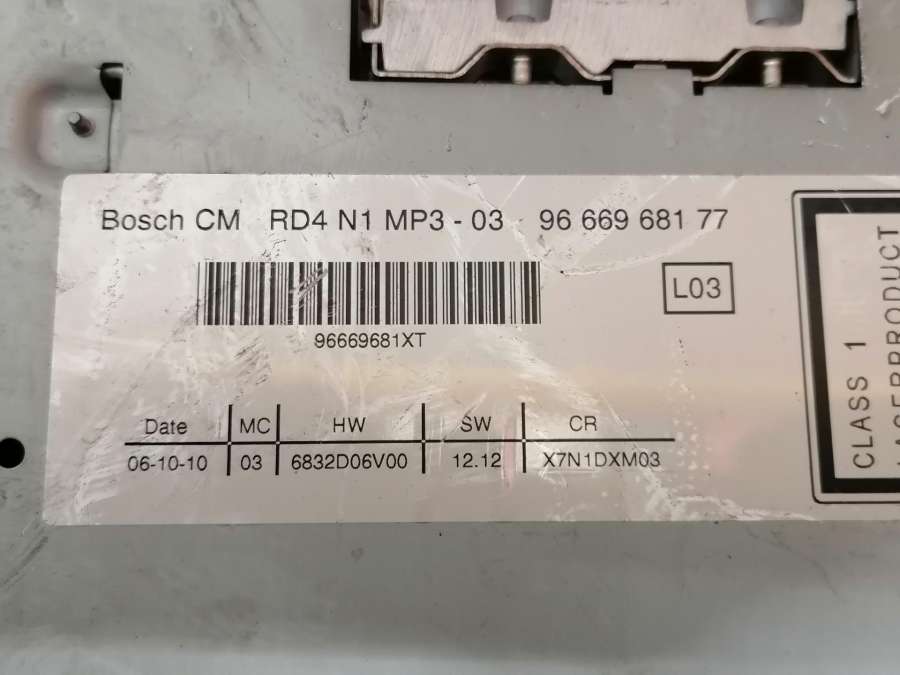 Bosch CM RD4 N1 MP3 - 03 96 669 681 77
96669681XT
L03
Date MC HW SW CR
06-10-10 03 6832D06V00 12.12 X7N1DXM03
CLASS 1